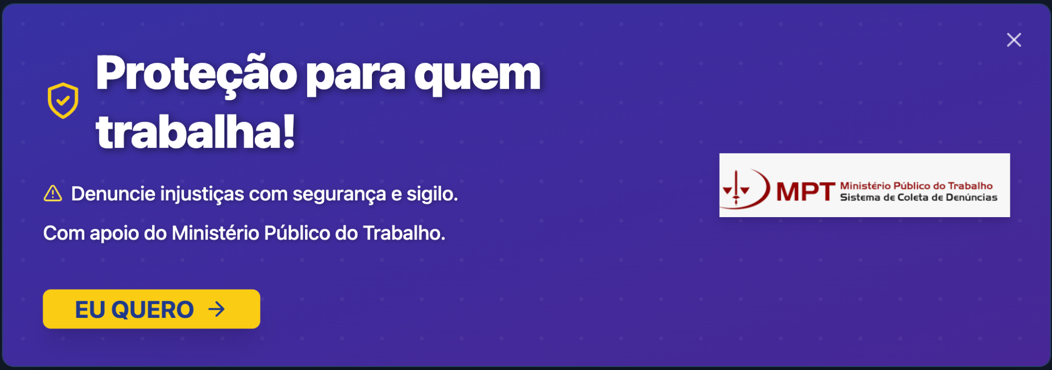 Proteção para quem
trabalha!
Denuncie injustiças com segurança e sigilo.
Com apoio do Ministério Público do Trabalho.
EU QUERO
MPT Ministério Público do Trabalho
Sistema de Coleta de Denúncias